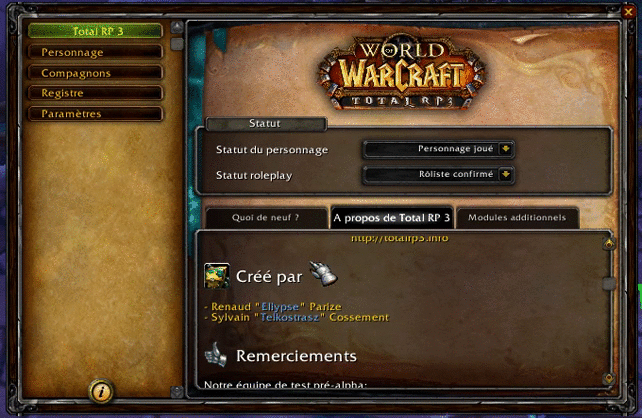 Total RP 3
Personnage
Compagnons
Registre
Paramètres
WORLD
OF
WARCRAFT
TOTAL RP3
Statut
Statut du personnage
Personnage joué
Statut roleplay
Rôliste confirmé
Quoi de neuf ?
A propos de Total RP 3
Modules additionnels
http://totalrp3.info
Créé par
- Renaud "Ellypse" Parize
- Sylvain "Telkostrasz" Cossement
Remerciements
Notre équipe de test pré-alpha: